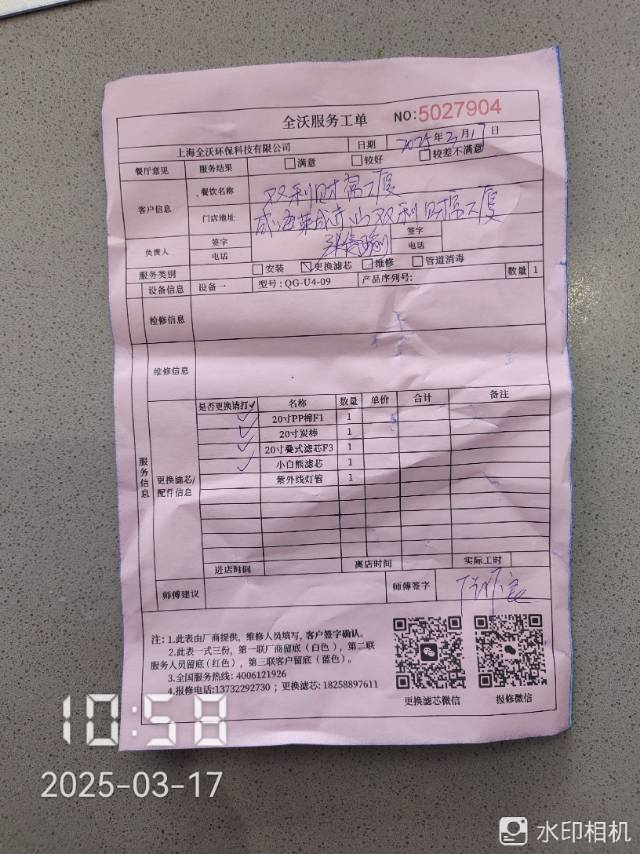 全沃服务工单
NO:5027904
上海全沃环保科技有限公司 日期 2025年3月17日
餐厅意见 服务结果 □满意 □较好 □较差不满意
客户信息 餐饮名称 双利财富大厦
门店地址 双利财富大厦
负责人 签字 签字
电话 电话
服务类别 □安装 ☑更换滤芯 □维修 □管道消毒
设备信息 设备一 型号:QG-U4-09 产品序列号: 数量 1
检修信息
维修信息
服务信息
更换滤芯/配件信息
是否更换请打✓ 名称 数量 单价 合计 备注
✓ 20寸PP棉F1 1
✓ 20寸炭棒 1
✓ 20寸叠式滤芯F3 1
✓ 小白熊滤芯 1
紫外线灯管 1
进店时间 离店时间 实际工时
师傅建议 师傅签字
注: 1.此表由厂商提供, 维修人员填写, 客户签字确认。
2.此表一式三份, 第一联厂商留底 (白色), 第二联
服务人员留底(红色), 第三联客户留底 (蓝色)。
3.全国服务热线: 4006121926
4.报修电话:13732292730 ; 更换滤芯: 18258897611
更换滤芯微信 报修微信
10:58
2025-03-17
水印相机